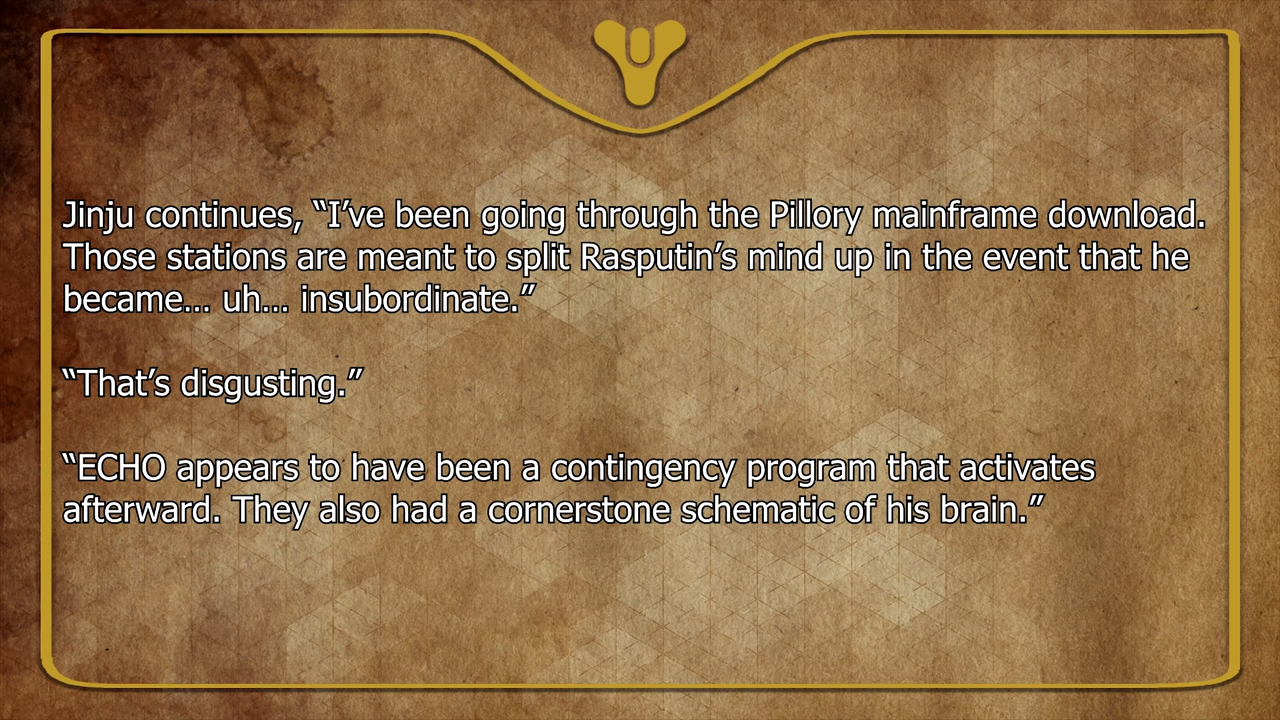 Jinju continues, “I’ve been going through the Pillory mainframe download.
Those stations are meant to split Rasputin’s mind up in the event that he
became... uh... insubordinate.”
“That’s disgusting.”
“ECHO appears to have been a contingency program that activates
afterward. They also had a cornerstone schematic of his brain.”